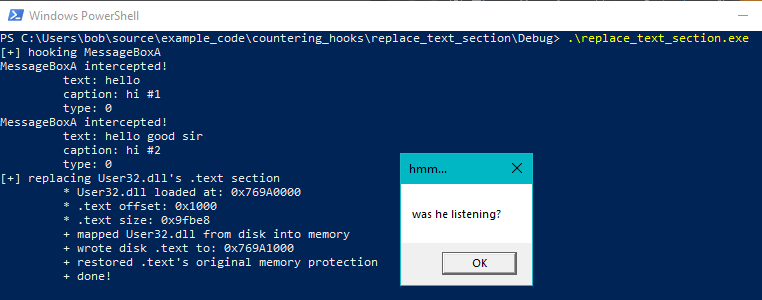 Windows PowerShell
PS C:\Users\bob\source\example_code\countering_hooks\replace_text_section\Debug> .\replace_text_section.exe
[+] hooking MessageBoxA
MessageBoxA intercepted!
        text: hello
        caption: hi #1
        type: 0
MessageBoxA intercepted!
        text: hello good sir
        caption: hi #2
        type: 0
[+] replacing User32.dll's .text section
        * User32.dll loaded at: 0x769A0000
        * .text offset: 0x1000
        * .text size: 0x9fbe8
        + mapped User32.dll from disk into memory
        + wrote disk .text to: 0x769A1000
        + restored .text's original memory protection
        + done!
hmm...
was he listening?
OK